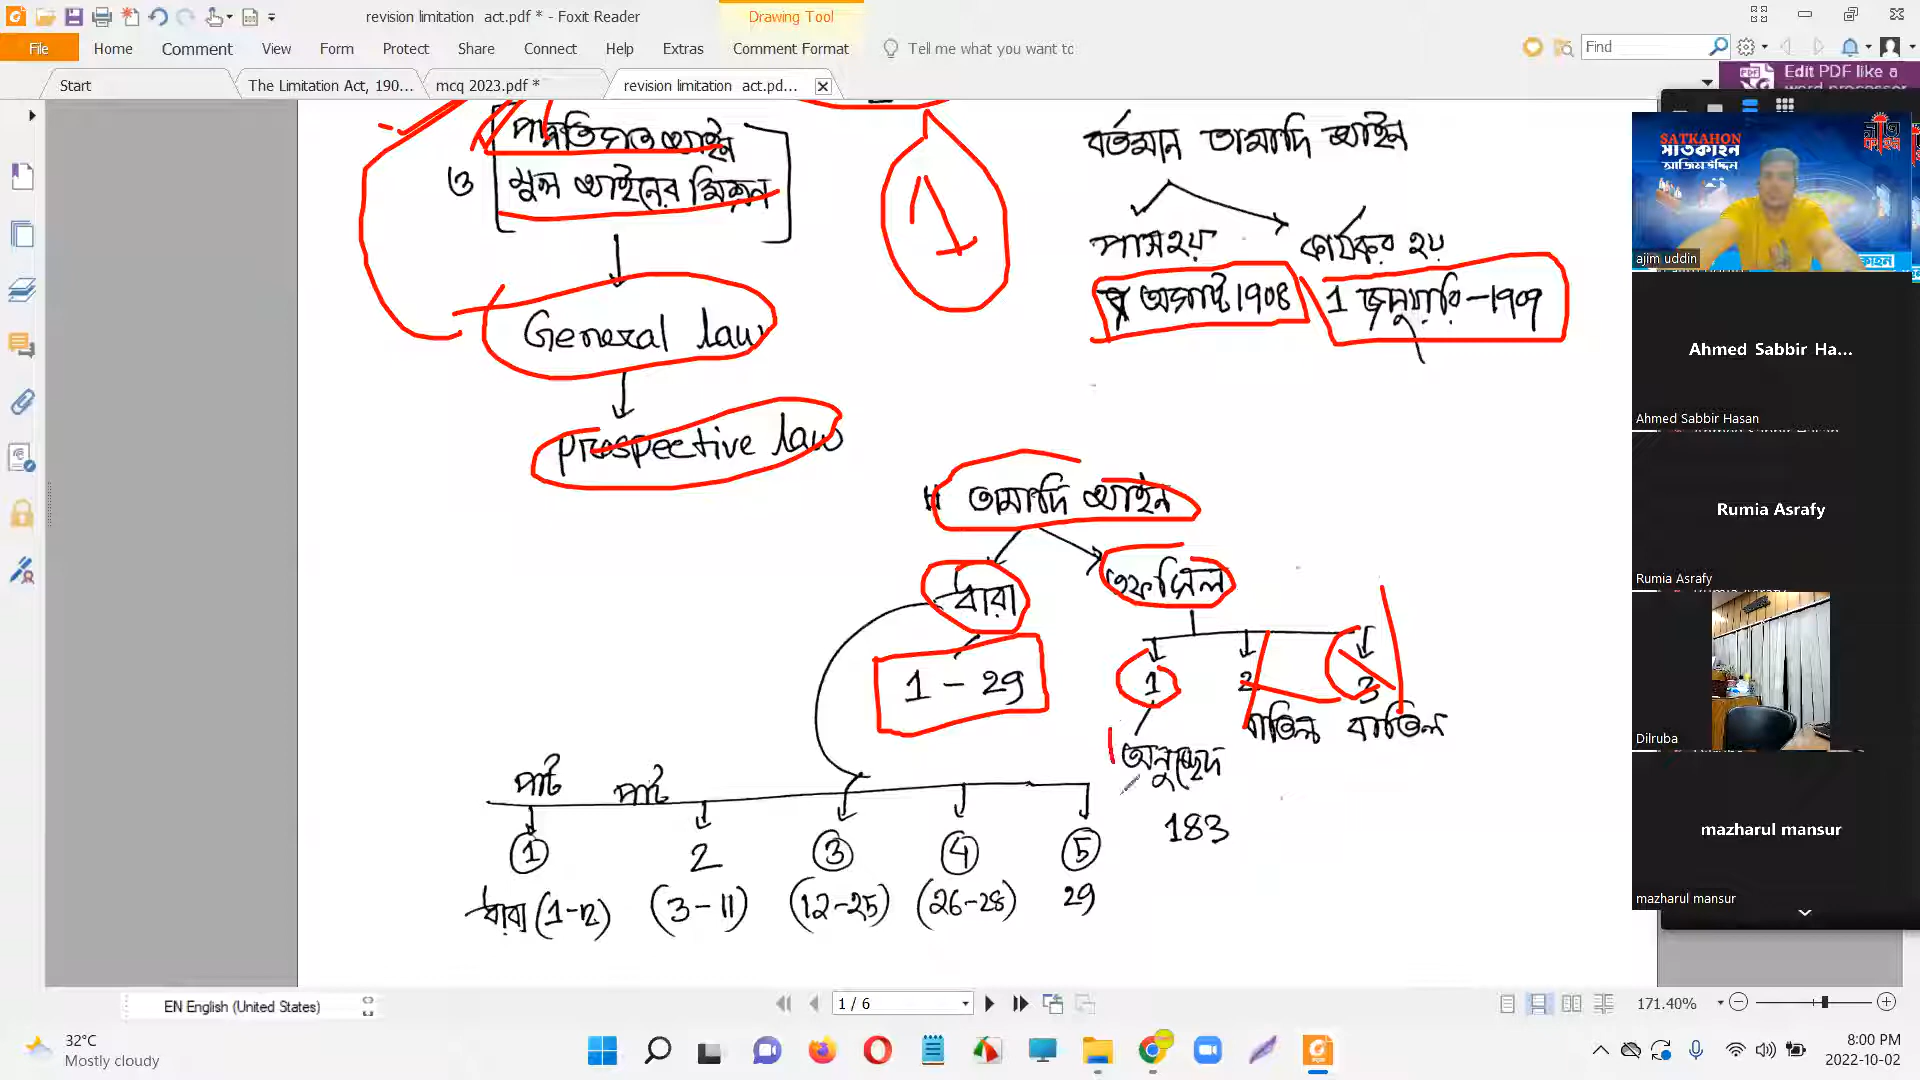 revision limitation act.pdf * - Foxit Reader
Drawing Tool
File
Home
Comment
View
Form
Protect
Share
Connect
Help
Extras
Comment Format
Tell me what you want to
Find
Start
The Limitation Act, 190...
mcq 2023.pdf *
revision limitation act.pd...
Edit PDF like a
পদ্ধতিগত আইন
ও
মূল আইনের মিশ্রন
1
General law
prospective law
বর্তমান তামাদি আইন
পাস হয়
কার্যকর হয়
অগাস্ট 1908
1 জানুয়ারি - 1909
# তামাদি আইন
ধারা
তফসিল
1 - 29
1
2
3
বাতিল
বাতিল
অনুচ্ছেদ
183
পার্ট
পার্ট
1
2
3
4
5
ধারা (1-2)
(3-11)
(12-25)
(26-28)
29
SATKAHON
সাতকাহন
আজিম উদ্দিন
ajim uddin
Ahmed Sabbir Ha...
Ahmed Sabbir Hasan
Rumia Asrafy
Rumia Asrafy
Dilruba
mazharul mansur
mazharul mansur
EN English (United States)
1 / 6
171.40%
32°C
Mostly cloudy
8:00 PM
2022-10-02